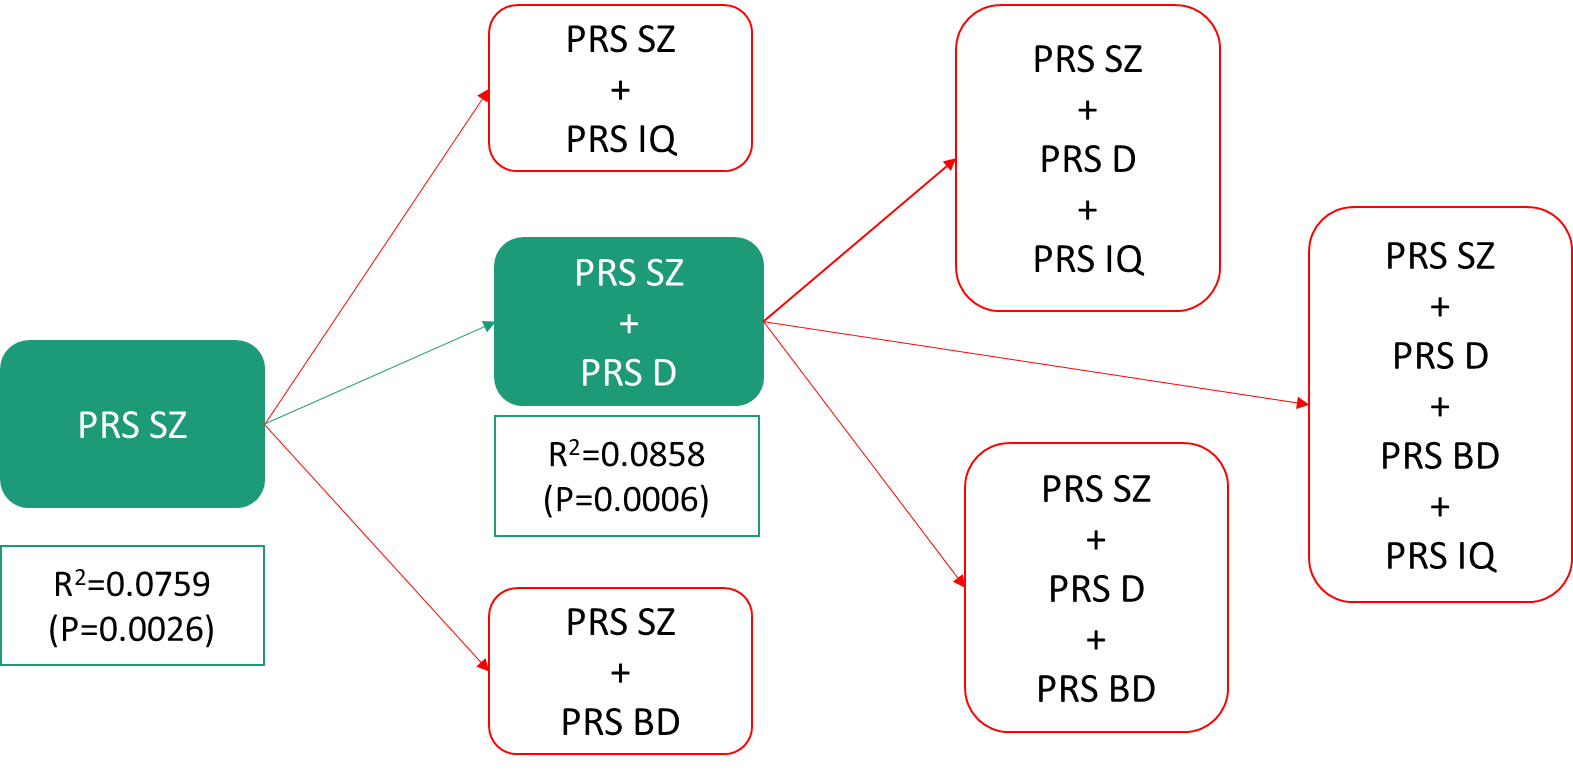 PRS SZ
R²=0.0759
(P=0.0026)
PRS SZ
+
PRS IQ
PRS SZ
+
PRS D
R²=0.0858
(P=0.0006)
PRS SZ
+
PRS BD
PRS SZ
+
PRS D
+
PRS IQ
PRS SZ
+
PRS D
+
PRS BD
PRS SZ
+
PRS D
+
PRS BD
+
PRS IQ